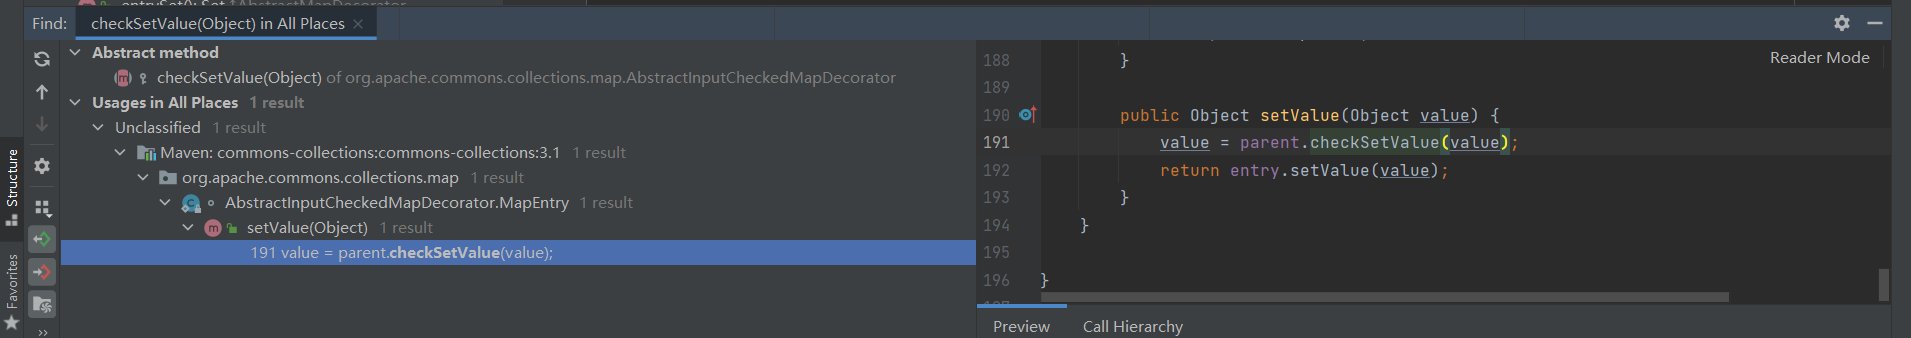 entrySet(): Set ↑AbstractMapDecorator
Find: checkSetValue(Object) in All Places ×
Abstract method
checkSetValue(Object) of org.apache.commons.collections.map.AbstractInputCheckedMapDecorator
Usages in All Places 1 result
Unclassified 1 result
Maven: commons-collections:commons-collections:3.1 1 result
org.apache.commons.collections.map 1 result
AbstractInputCheckedMapDecorator.MapEntry 1 result
setValue(Object) 1 result
191 value = parent.checkSetValue(value);
Structure
Favorites
Reader Mode
188 }
189
190 public Object setValue(Object value) {
191 value = parent.checkSetValue(value);
192 return entry.setValue(value);
193 }
194 }
195
196 }
Preview Call Hierarchy